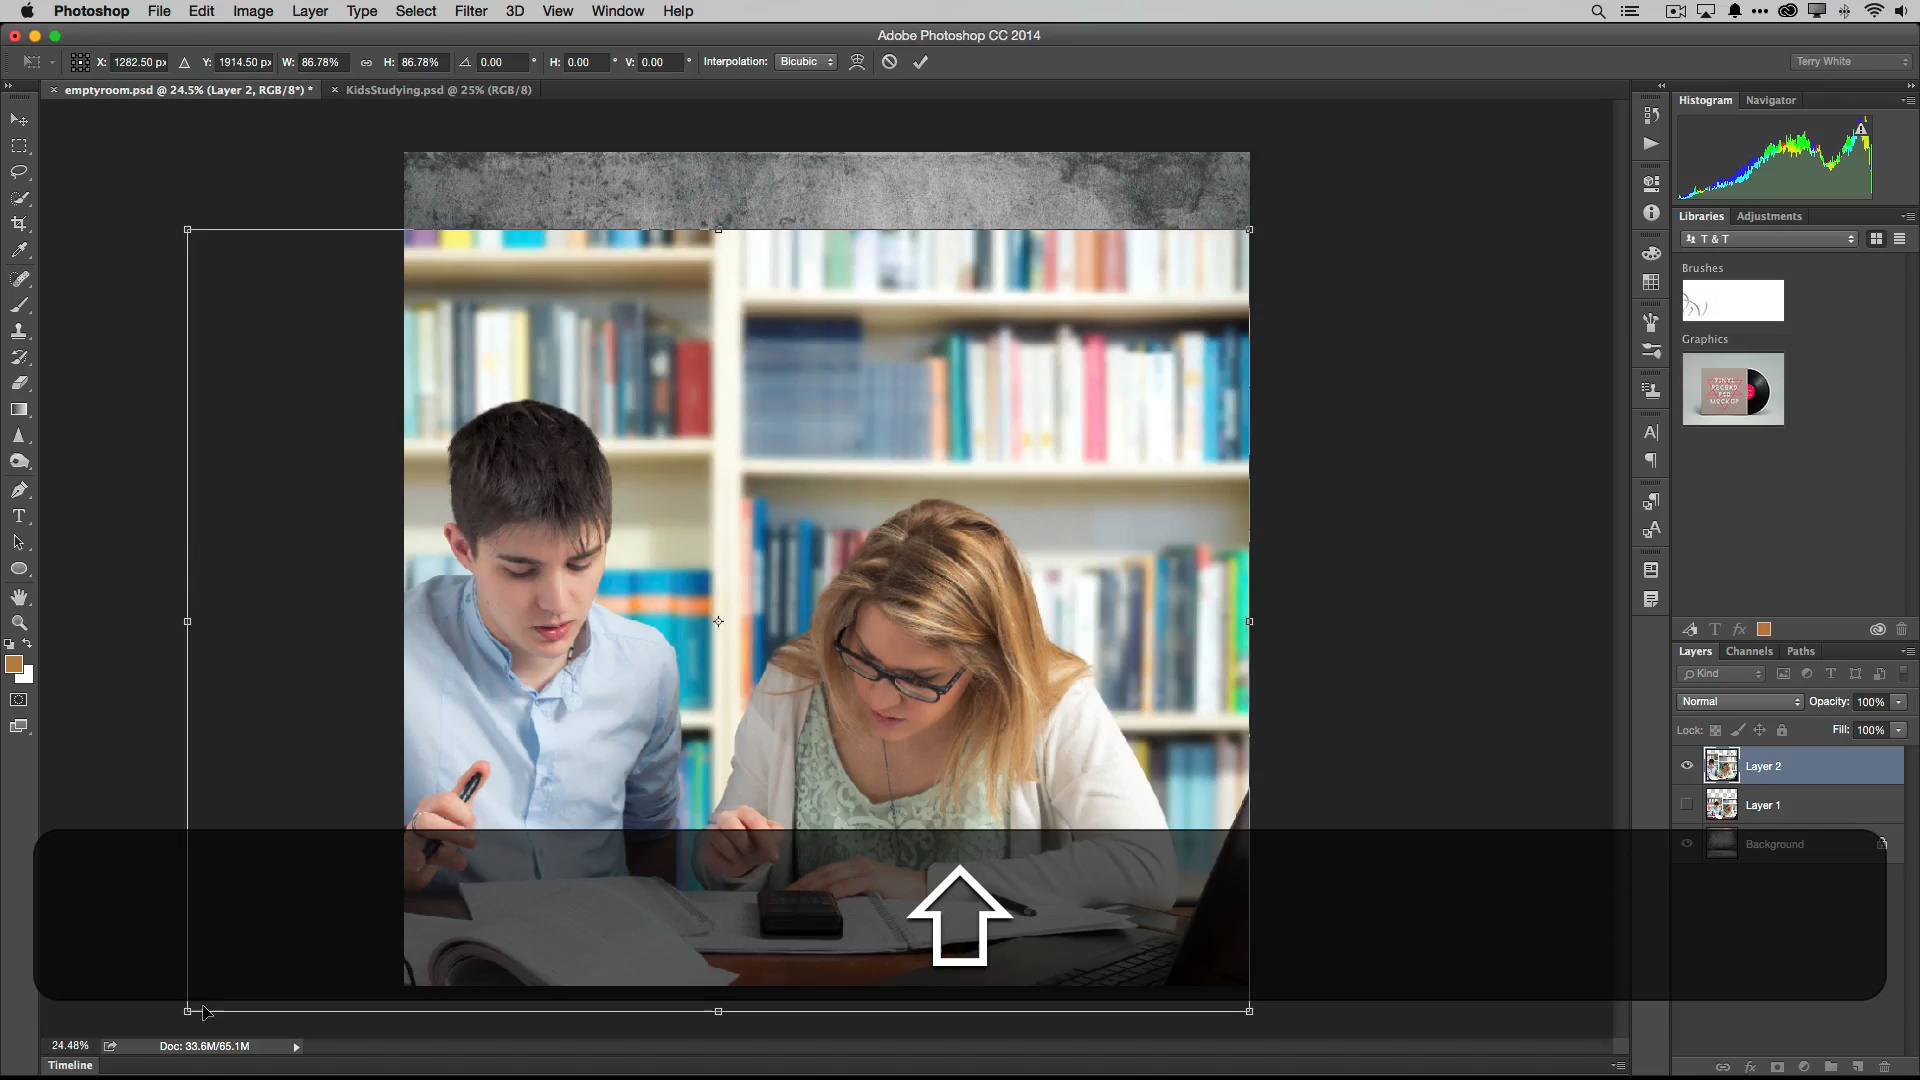 Photoshop File Edit Image Layer Type Select Filter 3D View Window Help
Adobe Photoshop CC 2014
X: 1282.50 px Y: 1914.50 px W: 86.78% H: 86.78% 0.00 ° H: 0.00 ° V: 0.00 ° Interpolation: Bicubic Terry White
× emptyroom.psd @ 24.5% (Layer 2, RGB/8*) * × KidsStudying.psd @ 25% (RGB/8)
Histogram Navigator
Libraries Adjustments
T & T
Brushes
Graphics
VINYL
RECORD
PSD
MOCKUP
Layers Channels Paths
Kind
Normal Opacity: 100%
Lock: Fill: 100%
Layer 2
Layer 1
Background
24.48% Doc: 33.6M/65.1M
Timeline